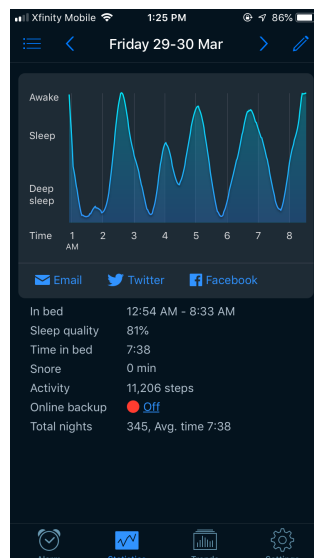 Xfinity Mobile 1:25 PM 86%
Friday 29-30 Mar
Awake
Sleep
Deep
sleep
Time 1 2 3 4 5 6 7 8
AM
Email Twitter Facebook
In bed 12:54 AM - 8:33 AM
Sleep quality 81%
Time in bed 7:38
Snore 0 min
Activity 11,206 steps
Online backup Off
Total nights 345, Avg. time 7:38